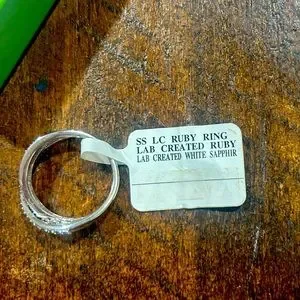 SS LC RUBY RING
LAB CREATED RUBY
LAB CREATED WHITE SAPPHIR